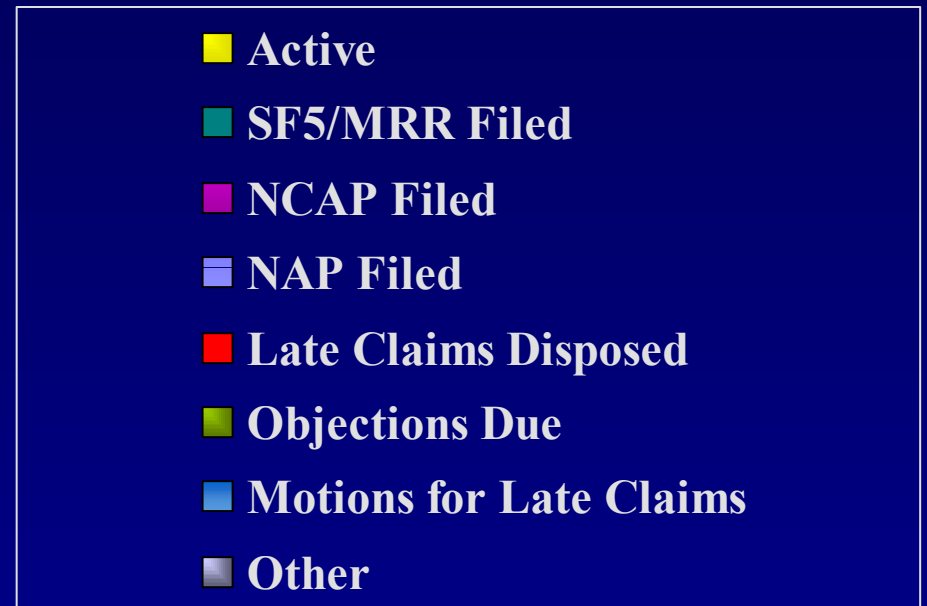 Active
SF5/MRR Filed
NCAP Filed
NAP Filed
Late Claims Disposed
Objections Due
Motions for Late Claims
Other